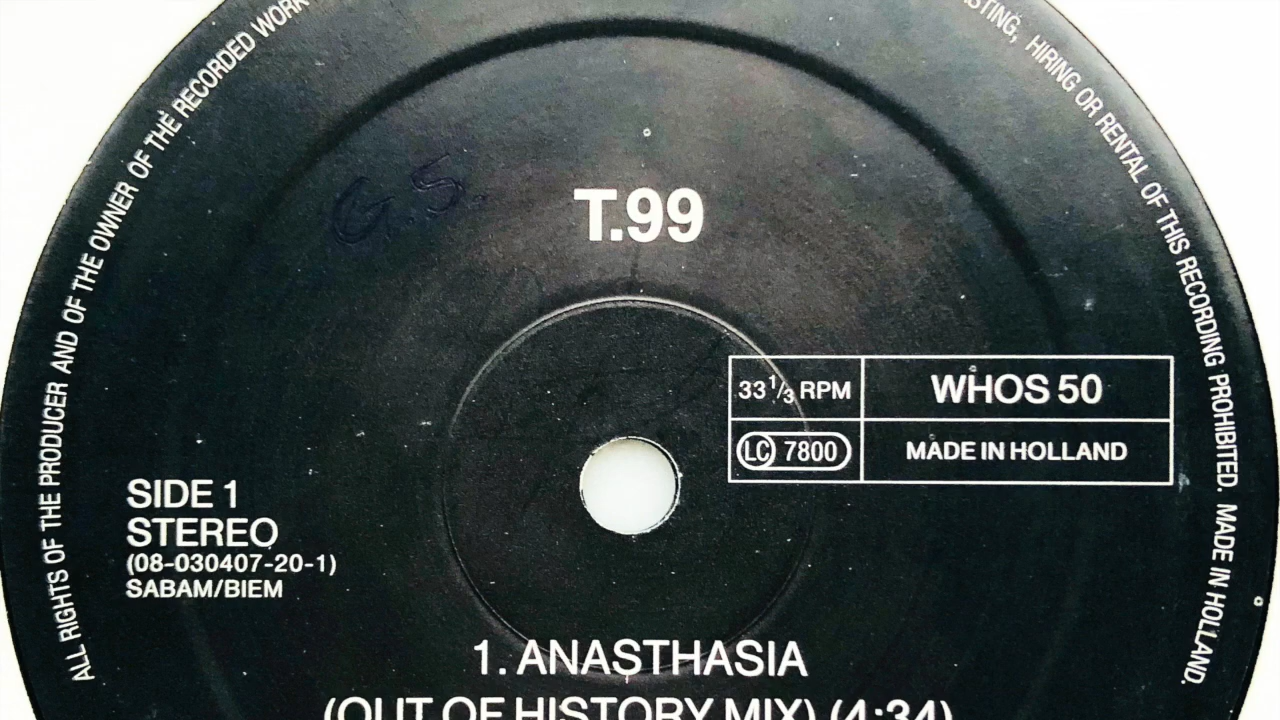 ALL RIGHTS OF THE PRODUCER AND OF THE OWNER OF THE RECORDED WORK
HIRING OR RENTAL OF THIS RECORDING PROHIBITED. MADE IN HOLLAND.
G.S.
T.99
33 1/3 RPM
WHOS 50
LC 7800
MADE IN HOLLAND
SIDE 1
STEREO
(08-030407-20-1)
SABAM/BIEM
1. ANASTHASIA
(OUT OF HISTORY MIX) (4:34)